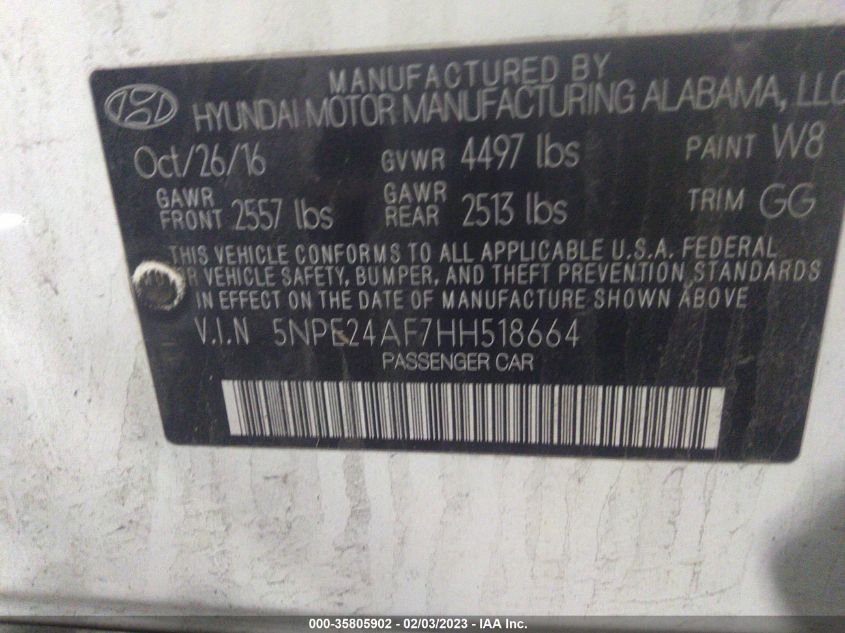 MANUFACTURED BY
HYUNDAI MOTOR MANUFACTURING ALABAMA, LLC
Oct/26/16 GVWR 4497 lbs PAINT W8
GAWR FRONT 2557 lbs GAWR REAR 2513 lbs TRIM GG
THIS VEHICLE CONFORMS TO ALL APPLICABLE U.S.A. FEDERAL
VEHICLE SAFETY, BUMPER, AND THEFT PREVENTION STANDARDS
IN EFFECT ON THE DATE OF MANUFACTURE SHOWN ABOVE
V.I.N 5NPE24AF7HH518664
PASSENGER CAR
000-35805902 - 02/03/2023 - IAA Inc.